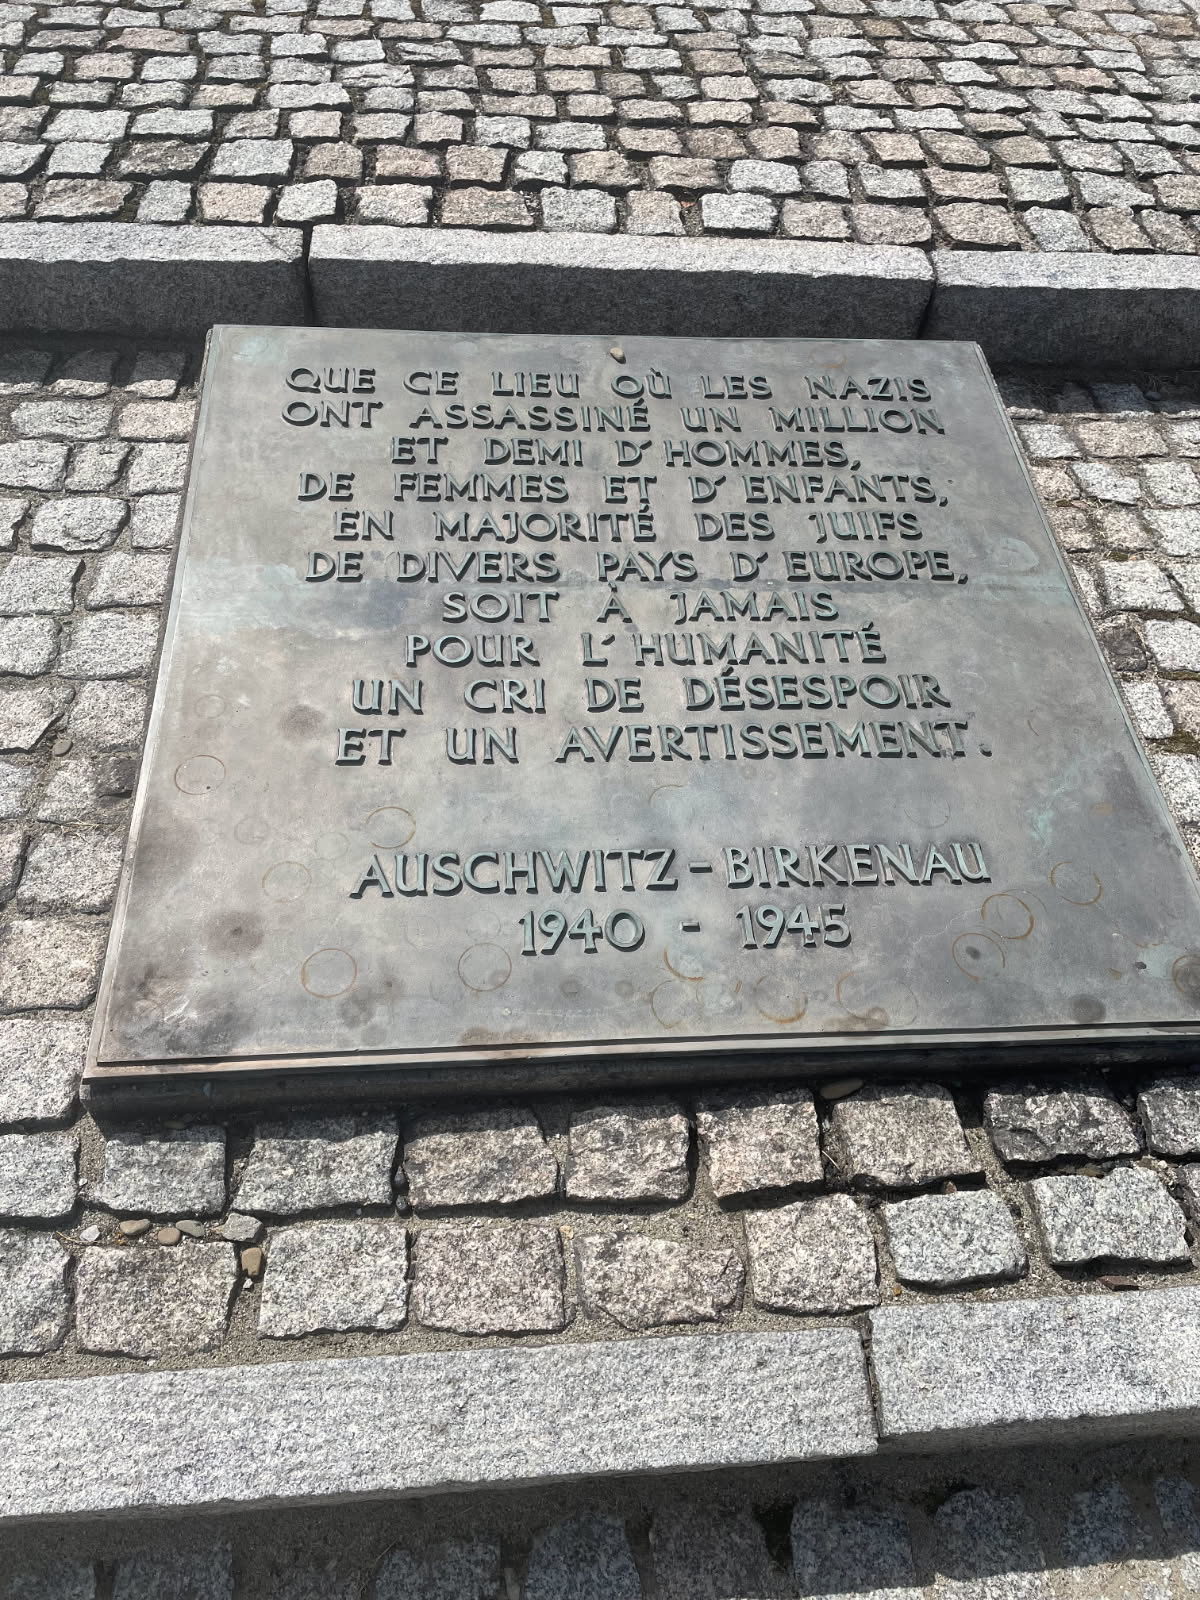 QUE CE LIEU OÙ LES NAZIS
ONT ASSASSINÉ UN MILLION
ET DEMI D'HOMMES,
DE FEMMES ET D'ENFANTS,
EN MAJORITÉ DES JUIFS
DE DIVERS PAYS D'EUROPE,
SOIT À JAMAIS
POUR L'HUMANITÉ
UN CRI DE DÉSESPOIR
ET UN AVERTISSEMENT.
AUSCHWITZ-BIRKENAU
1940 - 1945